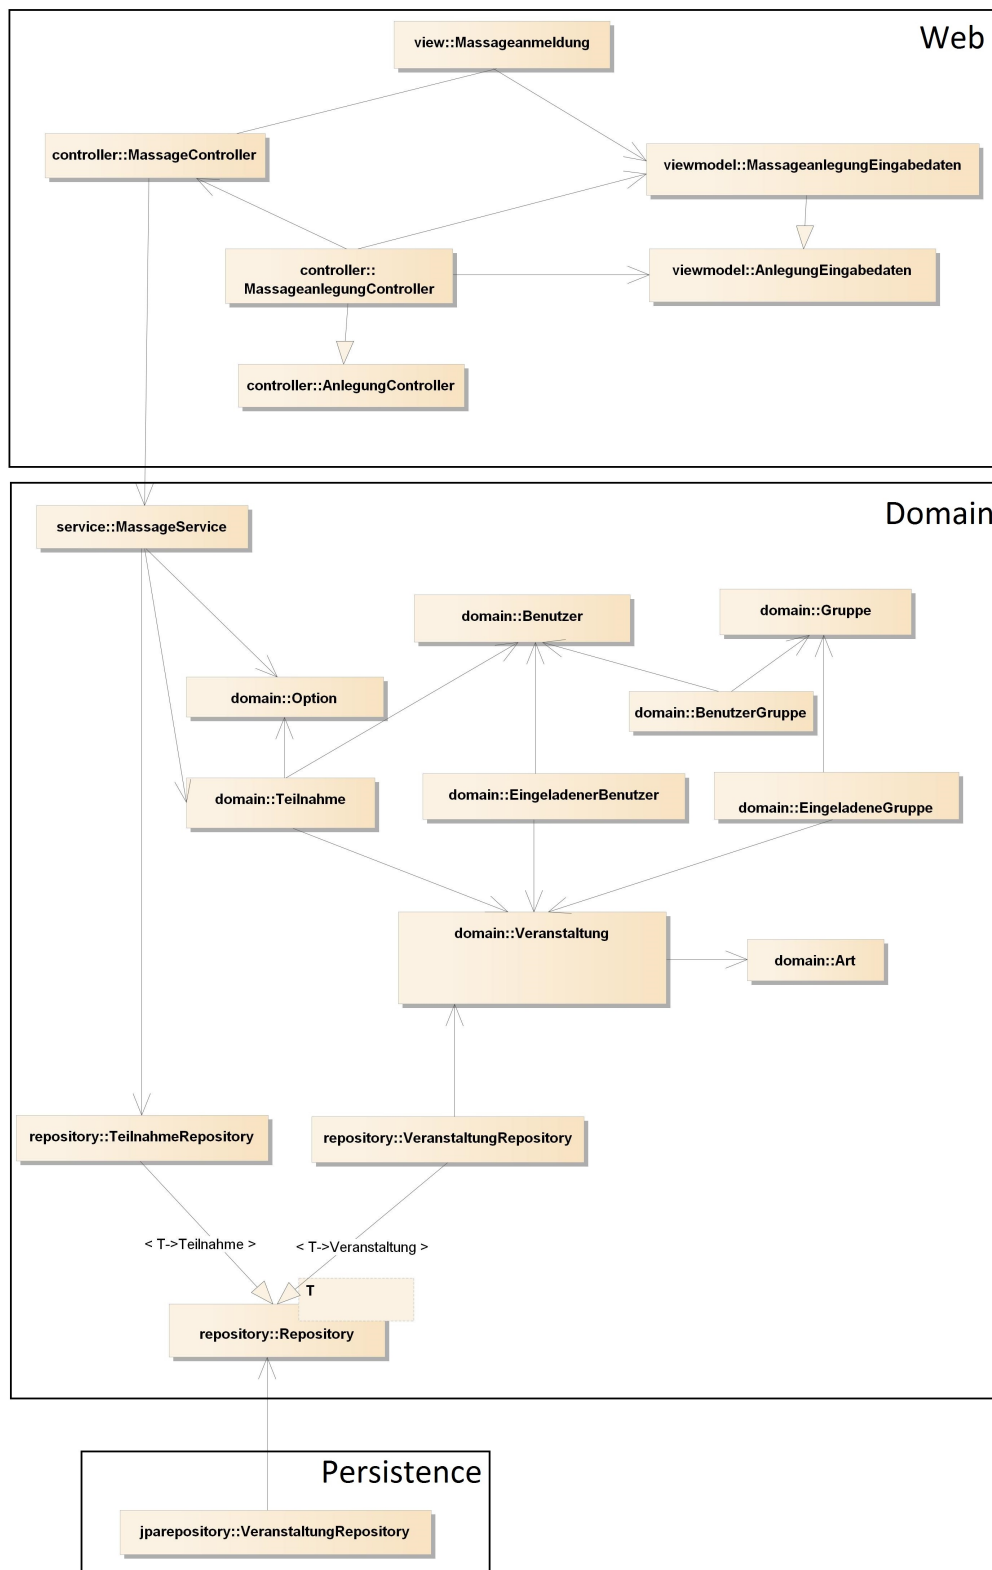 Web
view::Massageanmeldung
controller::MassageController
viewmodel::MassageanlegungEingabedaten
controller::
MassageanlegungController
viewmodel::AnlegungEingabedaten
controller::AnlegungController
Domain
service::MassageService
domain::Benutzer
domain::Gruppe
domain::Option
domain::BenutzerGruppe
domain::Teilnahme
domain::EingeladenerBenutzer
domain::EingeladeneGruppe
domain::Veranstaltung
domain::Art
repository::TeilnahmeRepository
repository::VeranstaltungRepository
< T->Teilnahme >
< T->Veranstaltung >
T
repository::Repository
Persistence
jparepository::VeranstaltungRepository